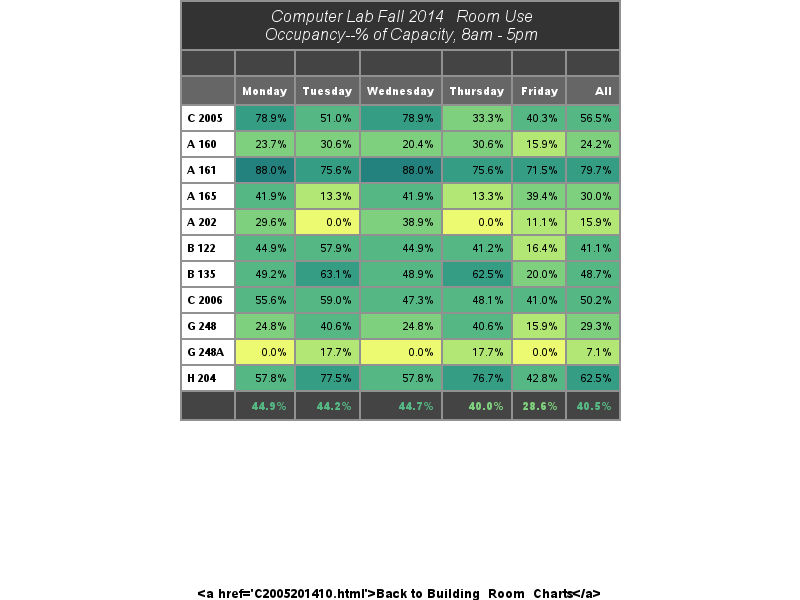 Computer Lab Fall 2014 Room Use
Occupancy--% of Capacity, 8am - 5pm
Monday Tuesday Wednesday Thursday Friday All
C 2005 78.9% 51.0% 78.9% 33.3% 40.3% 56.5%
A 160 23.7% 30.6% 20.4% 30.6% 15.9% 24.2%
A 161 88.0% 75.6% 88.0% 75.6% 71.5% 79.7%
A 165 41.9% 13.3% 41.9% 13.3% 39.4% 30.0%
A 202 29.6% 0.0% 38.9% 0.0% 11.1% 15.9%
B 122 44.9% 57.9% 44.9% 41.2% 16.4% 41.1%
B 135 49.2% 63.1% 48.9% 62.5% 20.0% 48.7%
C 2006 55.6% 59.0% 47.3% 48.1% 41.0% 50.2%
G 248 24.8% 40.6% 24.8% 40.6% 15.9% 29.3%
G 248A 0.0% 17.7% 0.0% 17.7% 0.0% 7.1%
H 204 57.8% 77.5% 57.8% 76.7% 42.8% 62.5%
44.9% 44.2% 44.7% 40.0% 28.6% 40.5%
<a href='C2005201410.html'>Back to Building Room Charts</a>